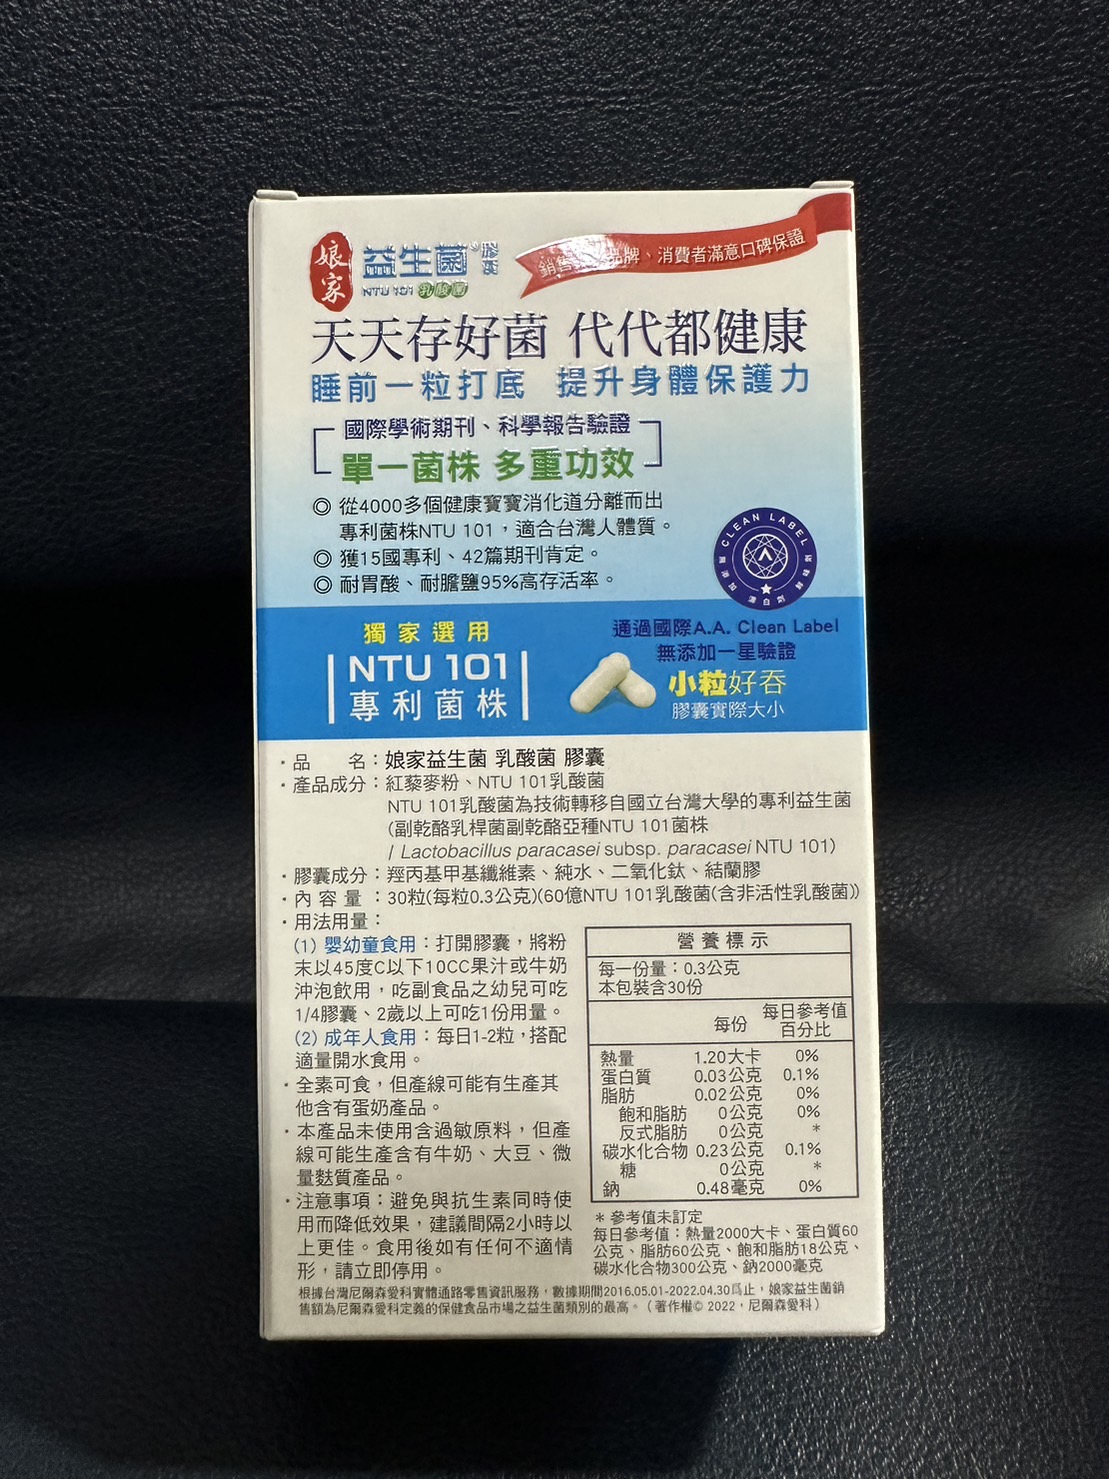 娘家 益生菌® 膠囊
NTU 101 乳酸菌
銷售 品牌、消費者滿意口碑保證
天天存好菌 代代都健康
睡前一粒打底 提升身體保護力
國際學術期刊、科學報告驗證
單一菌株 多重功效
◎ 從4000多個健康寶寶消化道分離而出
專利菌株NTU 101，適合台灣人體質。
◎ 獲15國專利、42篇期刊肯定。
◎ 耐胃酸、耐膽鹽95%高存活率。
CLEAN LABEL
獨家選用
NTU 101
專利菌株
通過國際A.A. Clean Label
無添加一星驗證
小粒好吞
膠囊實際大小
·品 名：娘家益生菌 乳酸菌 膠囊
·產品成分：紅藜麥粉、NTU 101乳酸菌
NTU 101乳酸菌為技術轉移自國立台灣大學的專利益生菌
(副乾酪乳桿菌副乾酪亞種NTU 101菌株
/ Lactobacillus paracasei subsp. paracasei NTU 101)
·膠囊成分：羥丙基甲基纖維素、純水、二氧化鈦、結蘭膠
·內容量：30粒(每粒0.3公克)(60億NTU 101乳酸菌(含非活性乳酸菌))
·用法用量：
(1) 嬰幼童食用：打開膠囊，將粉
末以45度C以下10CC果汁或牛奶
沖泡飲用，吃副食品之幼兒可吃
1/4膠囊、2歲以上可吃1份用量。
(2) 成年人食用：每日1-2粒，搭配
適量開水食用。
·全素可食，但產線可能有生產其
他含有蛋奶產品。
·本產品未使用含過敏原料，但產
線可能生產含有牛奶、大豆、微
量麩質產品。
·注意事項：避免與抗生素同時使
用而降低效果，建議間隔2小時以
上更佳。食用後如有任何不適情
形，請立即停用。
營養標示
每一份量：0.3公克
本包裝含30份
每份 每日參考值百分比
熱量 1.20大卡 0%
蛋白質 0.03公克 0.1%
脂肪 0.02公克 0%
飽和脂肪 0公克 0%
反式脂肪 0公克 *
碳水化合物 0.23公克 0.1%
糖 0公克 *
鈉 0.48毫克 0%
* 參考值未訂定
每日參考值：熱量2000大卡、蛋白質60
公克、脂肪60公克、飽和脂肪18公克、
碳水化合物300公克、鈉2000毫克
根據台灣尼爾森愛科實體通路零售資訊服務，數據期間2016.05.01-2022.04.30為止，娘家益生菌銷
售額為尼爾森愛科定義的保健食品市場之益生菌類別的最高。（著作權© 2022，尼爾森愛科）